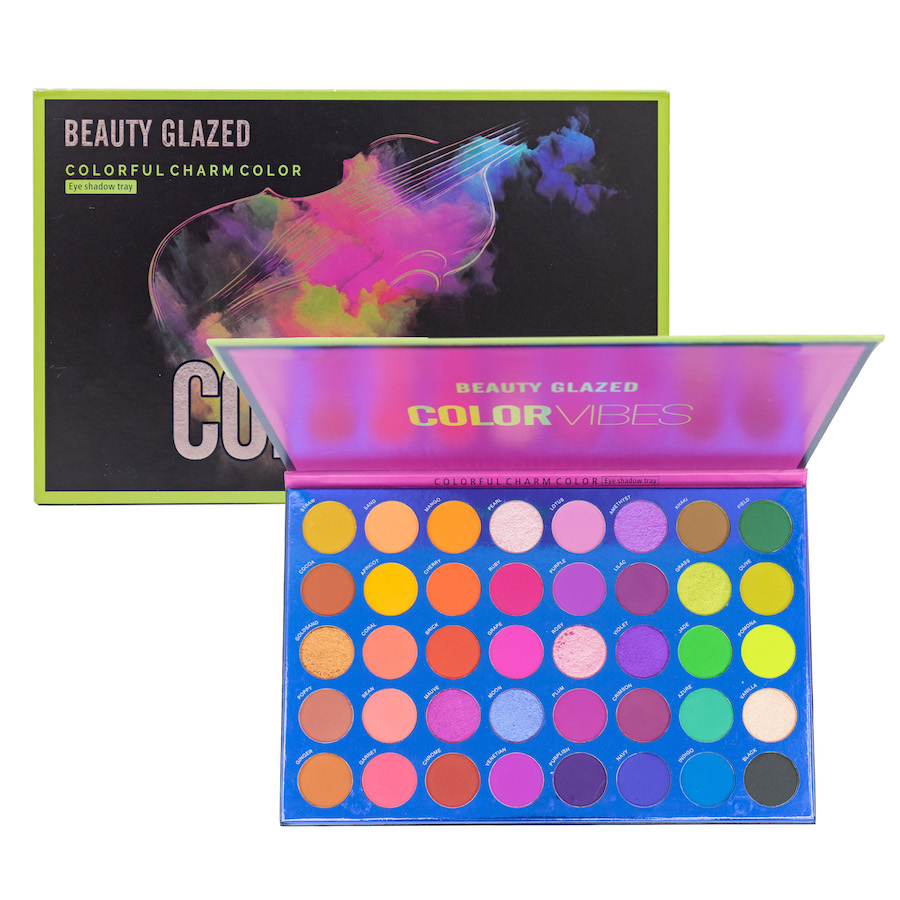 BEAUTY GLAZED
COLORFUL CHARM COLOR
Eye shadow tray
BEAUTY GLAZED
COLORVIBES
COLORFUL CHARM COLOR Eye shadow tray
STRAW SAND MANGO PEARL LOTUS AMETHYST KHAKI FIELD
COCOA APRICOT CHERRY RUBY PURPLE LILAC GRASS OLIVE
GOLDSAND CORAL BRICK GRAPE ROSY VIOLET JADE POMONA
POPPY BEAN MAUVE MOON PLUM CRIMSON AZURE VANILLA
GINGER GARNEY CHROME VENETIAN PURPLISH NAVY INDIGO BLACK